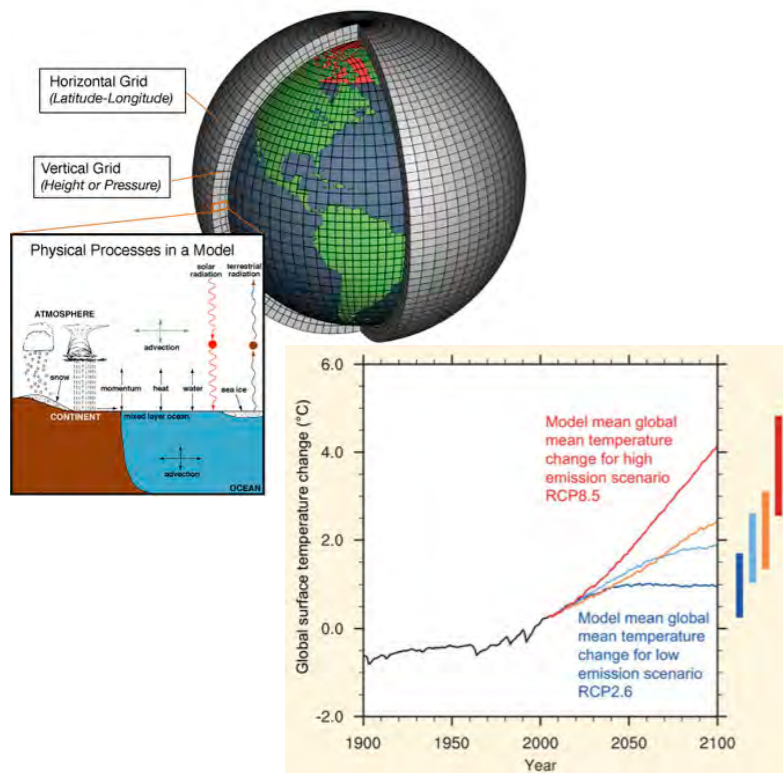 Horizontal Grid
(Latitude-Longitude)
Vertical Grid
(Height or Pressure)
Physical Processes in a Model
solar
radiation
terrestrial
radiation
ATMOSPHERE
advection
snow
momentum
heat
water
sea ice
CONTINENT
mixed layer ocean
advection
OCEAN
Global surface temperature change (°C)
6.0
4.0
2.0
0.0
-2.0
Model mean global
mean temperature
change for high
emission scenario
RCP8.5
Model mean global
mean temperature
change for low
emission scenario
RCP2.6
1900
1950
2000
2050
2100
Year